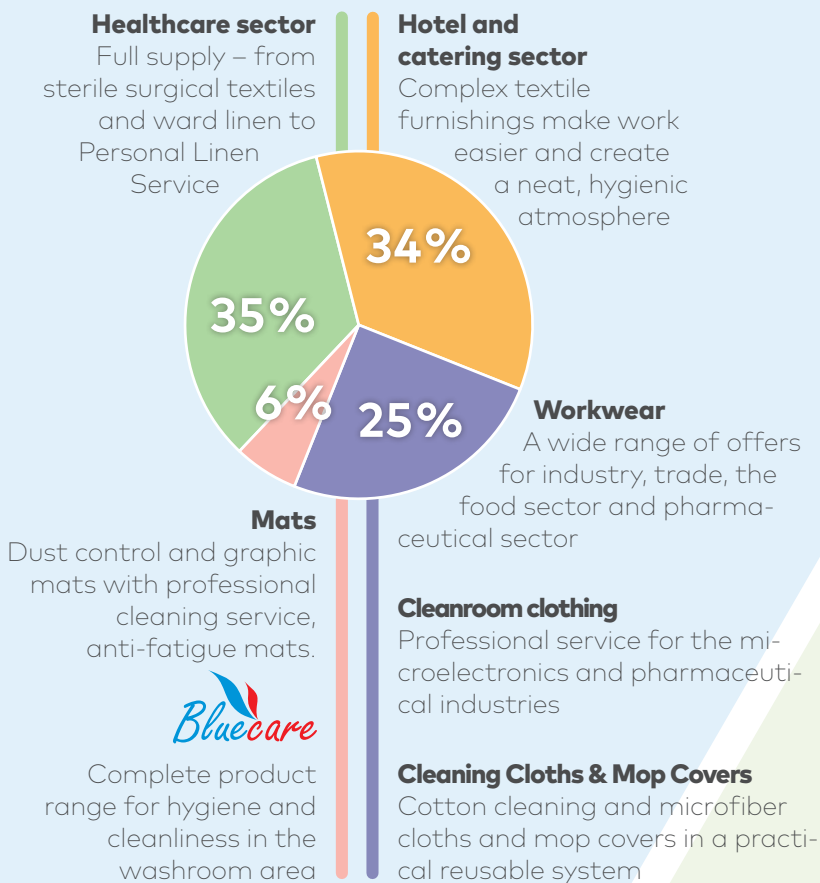 Healthcare sector
Full supply – from
sterile surgical textiles
and ward linen to
Personal Linen
Service
Hotel and
catering sector
Complex textile
furnishings make work
easier and create
a neat, hygienic
atmosphere
34%
35%
6%
25%
Workwear
A wide range of offers
for industry, trade, the
food sector and pharma-
ceutical sector
Mats
Dust control and graphic
mats with professional
cleaning service,
anti-fatigue mats.
Bluecare
Complete product
range for hygiene and
cleanliness in the
washroom area
Cleanroom clothing
Professional service for the mi-
croelectronics and pharmaceuti-
cal industries
Cleaning Cloths & Mop Covers
Cotton cleaning and microfiber
cloths and mop covers in a practi-
cal reusable system